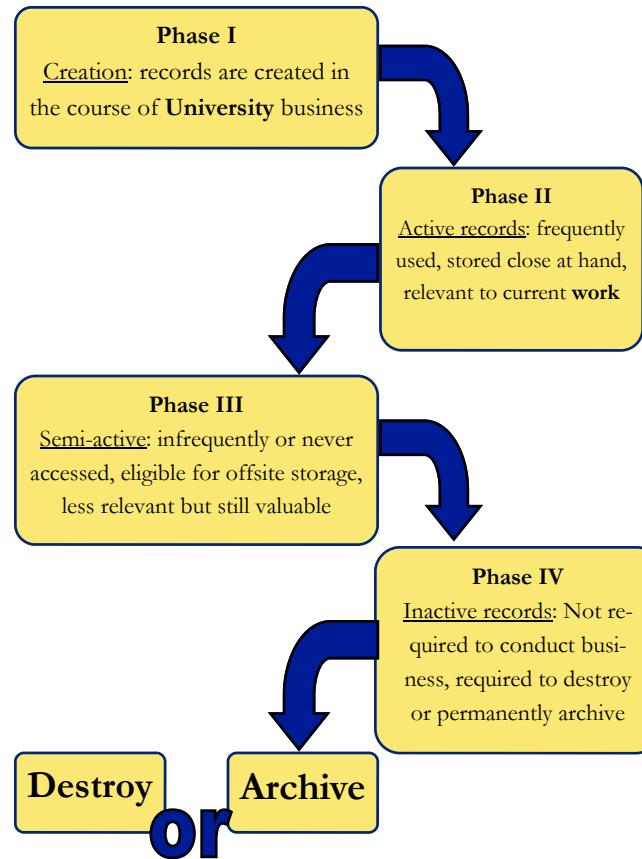 Phase I
Creation: records are created in
the course of University business
Phase II
Active records: frequently
used, stored close at hand,
relevant to current work
Phase III
Semi-active: infrequently or never
accessed, eligible for offsite storage,
less relevant but still valuable
Phase IV
Inactive records: Not re-
quired to conduct busi-
ness, required to destroy
or permanently archive
Destroy
or
Archive